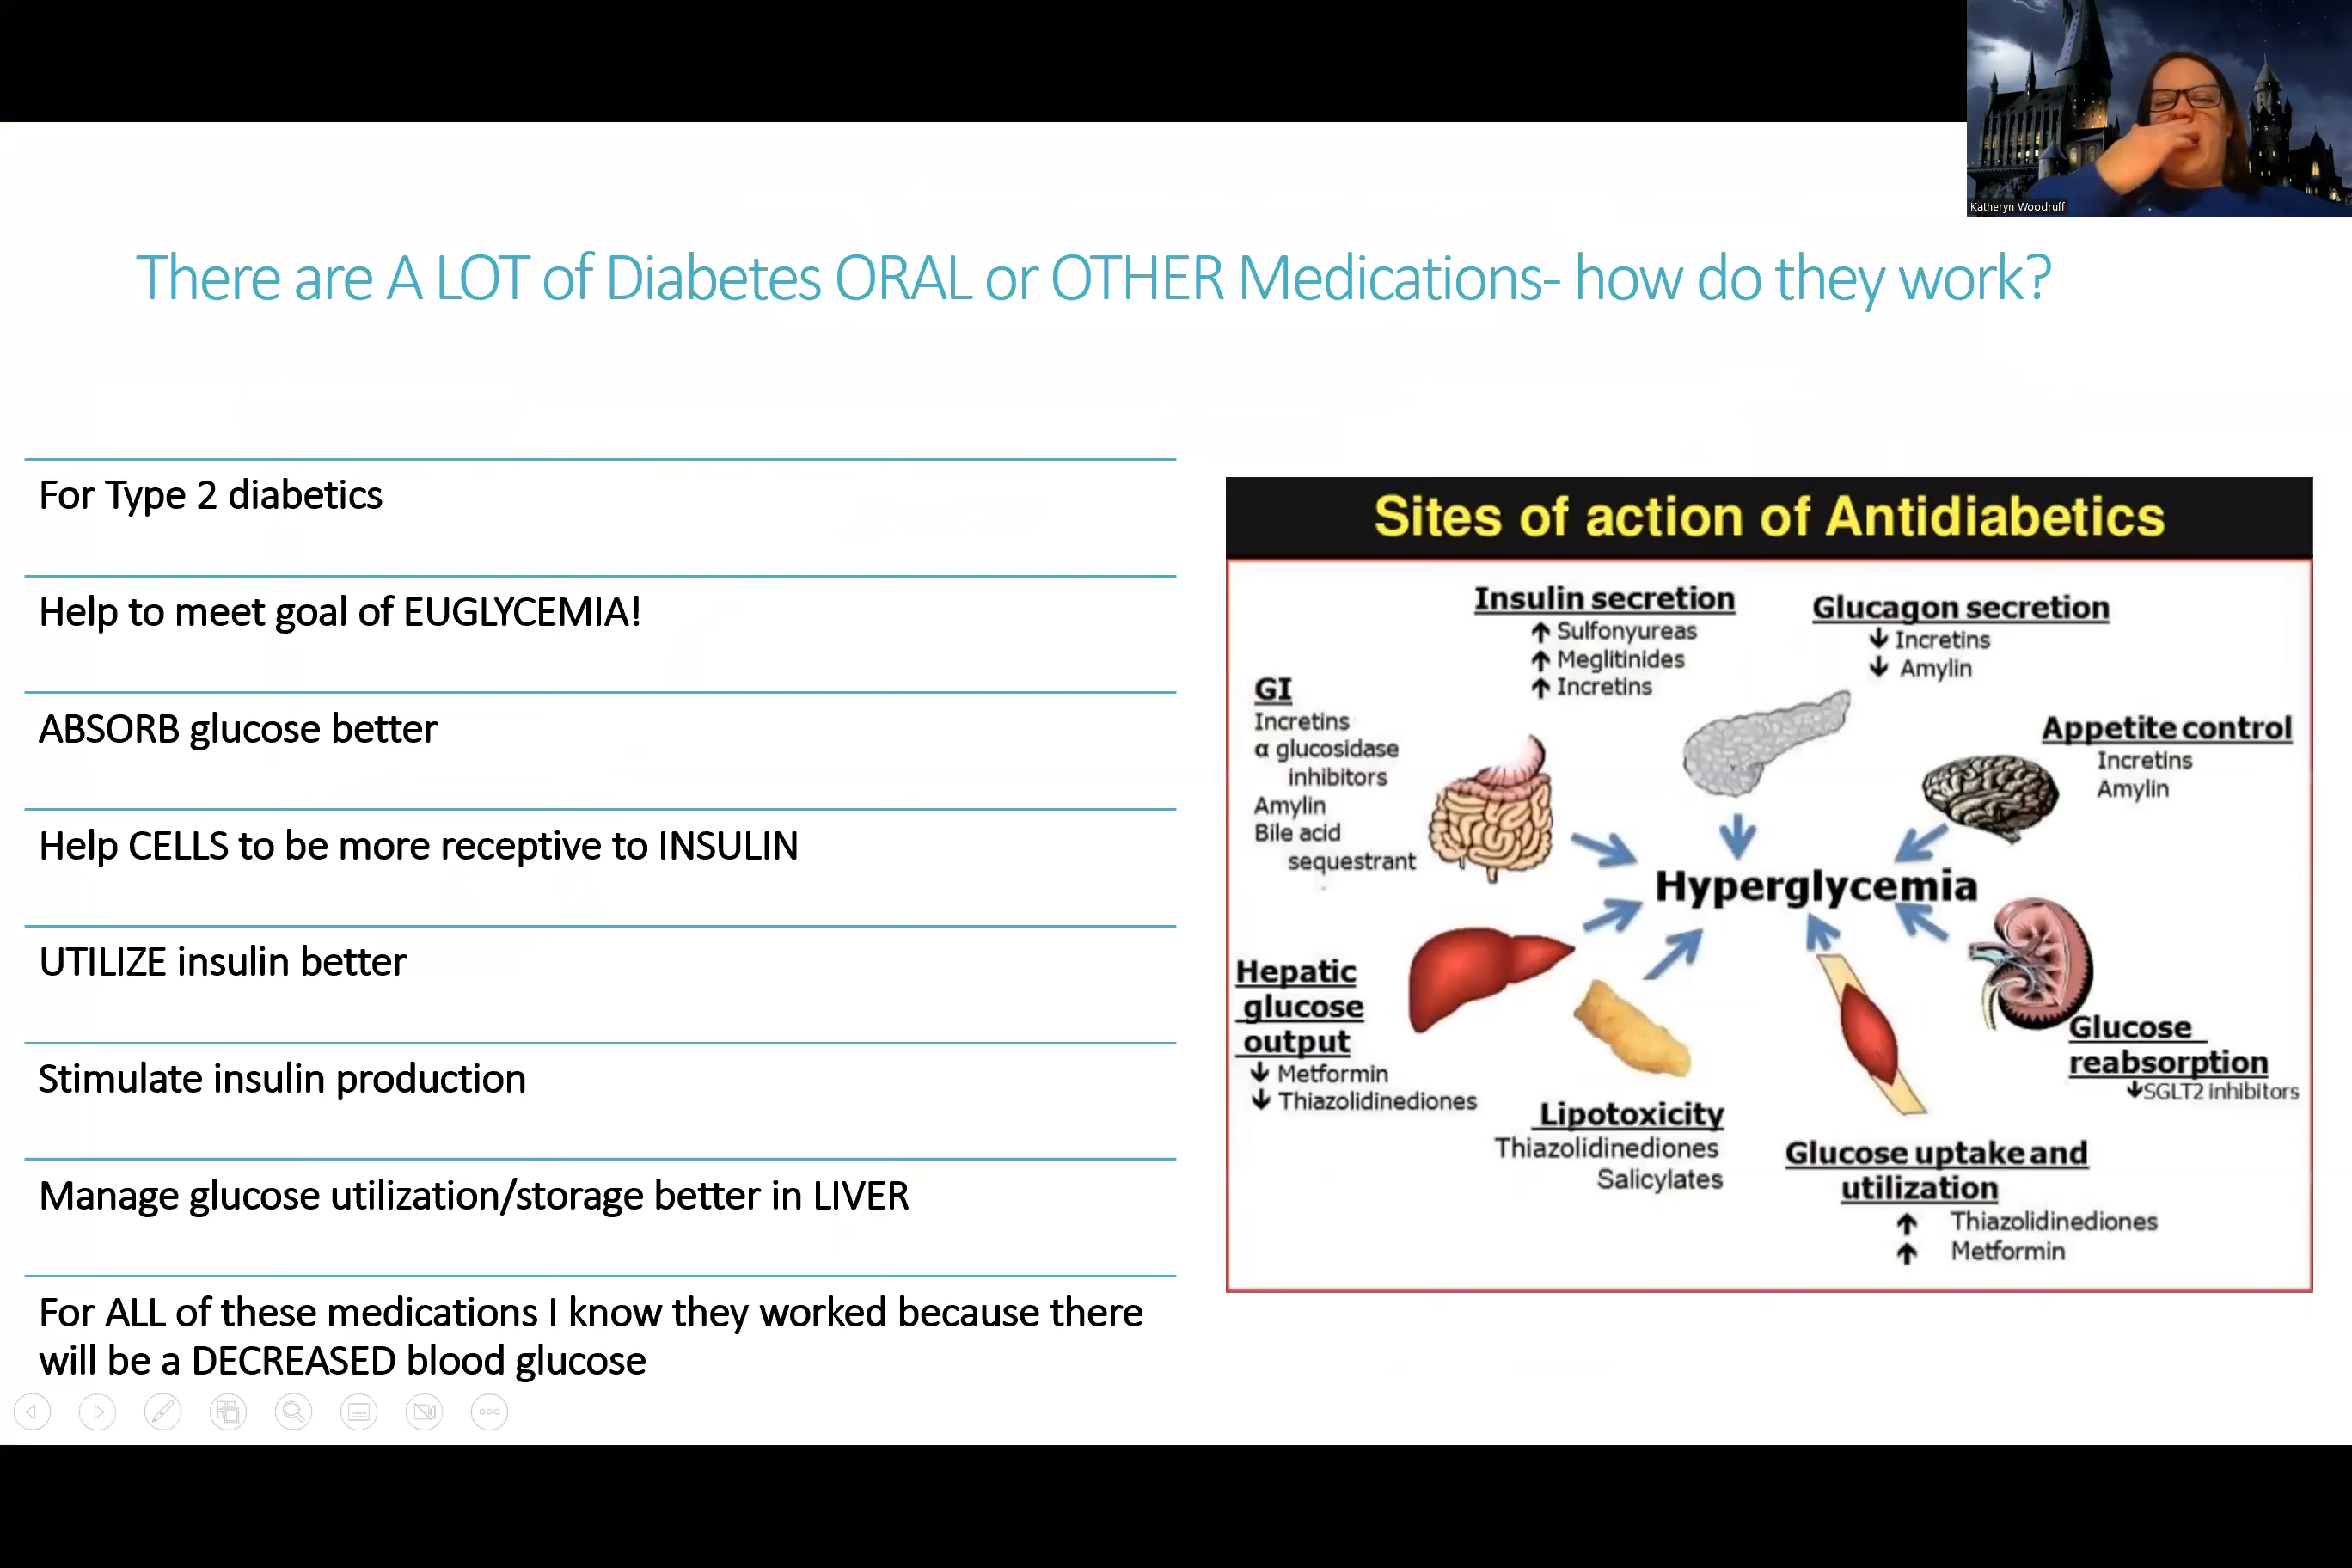 Katheryn Woodruff
There are A LOT of Diabetes ORAL or OTHER Medications- how do they work?
For Type 2 diabetics
Help to meet goal of EUGLYCEMIA!
ABSORB glucose better
Help CELLS to be more receptive to INSULIN
UTILIZE insulin better
Stimulate insulin production
Manage glucose utilization/storage better in LIVER
For ALL of these medications I know they worked because there
will be a DECREASED blood glucose
Sites of action of Antidiabetics
Insulin secretion
↑ Sulfonyureas
↑ Meglitinides
↑ Incretins
Glucagon secretion
↓ Incretins
↓ Amylin
GI
Incretins
α glucosidase
inhibitors
Amylin
Bile acid
sequestrant
Appetite control
Incretins
Amylin
Hyperglycemia
Hepatic
glucose
output
↓ Metformin
↓ Thiazolidinediones
Lipotoxicity
Thiazolidinediones
Salicylates
Glucose uptake and
utilization
↑ Thiazolidinediones
↑ Metformin
Glucose
reabsorption
↓SGLT2 inhibitors